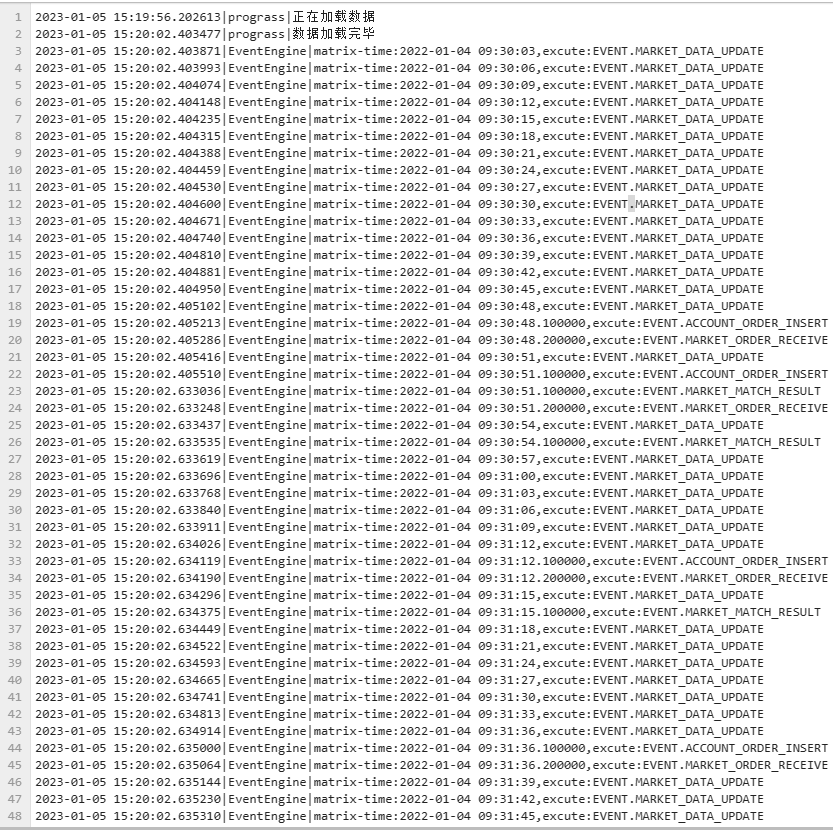 1 2023-01-05 15:19:56.202613|prograss|正在加载数据
2 2023-01-05 15:20:02.403477|prograss|数据加载完毕
3 2023-01-05 15:20:02.403871|EventEngine|matrix-time:2022-01-04 09:30:03,excute:EVENT.MARKET_DATA_UPDATE
4 2023-01-05 15:20:02.403993|EventEngine|matrix-time:2022-01-04 09:30:06,excute:EVENT.MARKET_DATA_UPDATE
5 2023-01-05 15:20:02.404074|EventEngine|matrix-time:2022-01-04 09:30:09,excute:EVENT.MARKET_DATA_UPDATE
6 2023-01-05 15:20:02.404148|EventEngine|matrix-time:2022-01-04 09:30:12,excute:EVENT.MARKET_DATA_UPDATE
7 2023-01-05 15:20:02.404235|EventEngine|matrix-time:2022-01-04 09:30:15,excute:EVENT.MARKET_DATA_UPDATE
8 2023-01-05 15:20:02.404315|EventEngine|matrix-time:2022-01-04 09:30:18,excute:EVENT.MARKET_DATA_UPDATE
9 2023-01-05 15:20:02.404388|EventEngine|matrix-time:2022-01-04 09:30:21,excute:EVENT.MARKET_DATA_UPDATE
10 2023-01-05 15:20:02.404459|EventEngine|matrix-time:2022-01-04 09:30:24,excute:EVENT.MARKET_DATA_UPDATE
11 2023-01-05 15:20:02.404530|EventEngine|matrix-time:2022-01-04 09:30:27,excute:EVENT.MARKET_DATA_UPDATE
12 2023-01-05 15:20:02.404600|EventEngine|matrix-time:2022-01-04 09:30:30,excute:EVENT.MARKET_DATA_UPDATE
13 2023-01-05 15:20:02.404671|EventEngine|matrix-time:2022-01-04 09:30:33,excute:EVENT.MARKET_DATA_UPDATE
14 2023-01-05 15:20:02.404740|EventEngine|matrix-time:2022-01-04 09:30:36,excute:EVENT.MARKET_DATA_UPDATE
15 2023-01-05 15:20:02.404810|EventEngine|matrix-time:2022-01-04 09:30:39,excute:EVENT.MARKET_DATA_UPDATE
16 2023-01-05 15:20:02.404881|EventEngine|matrix-time:2022-01-04 09:30:42,excute:EVENT.MARKET_DATA_UPDATE
17 2023-01-05 15:20:02.404950|EventEngine|matrix-time:2022-01-04 09:30:45,excute:EVENT.MARKET_DATA_UPDATE
18 2023-01-05 15:20:02.405102|EventEngine|matrix-time:2022-01-04 09:30:48,excute:EVENT.MARKET_DATA_UPDATE
19 2023-01-05 15:20:02.405213|EventEngine|matrix-time:2022-01-04 09:30:48.100000,excute:EVENT.ACCOUNT_ORDER_INSERT
20 2023-01-05 15:20:02.405286|EventEngine|matrix-time:2022-01-04 09:30:48.200000,excute:EVENT.MARKET_ORDER_RECEIVE
21 2023-01-05 15:20:02.405416|EventEngine|matrix-time:2022-01-04 09:30:51,excute:EVENT.MARKET_DATA_UPDATE
22 2023-01-05 15:20:02.405510|EventEngine|matrix-time:2022-01-04 09:30:51.100000,excute:EVENT.ACCOUNT_ORDER_INSERT
23 2023-01-05 15:20:02.633036|EventEngine|matrix-time:2022-01-04 09:30:51.100000,excute:EVENT.MARKET_MATCH_RESULT
24 2023-01-05 15:20:02.633248|EventEngine|matrix-time:2022-01-04 09:30:51.200000,excute:EVENT.MARKET_ORDER_RECEIVE
25 2023-01-05 15:20:02.633437|EventEngine|matrix-time:2022-01-04 09:30:54,excute:EVENT.MARKET_DATA_UPDATE
26 2023-01-05 15:20:02.633535|EventEngine|matrix-time:2022-01-04 09:30:54.100000,excute:EVENT.MARKET_MATCH_RESULT
27 2023-01-05 15:20:02.633619|EventEngine|matrix-time:2022-01-04 09:30:57,excute:EVENT.MARKET_DATA_UPDATE
28 2023-01-05 15:20:02.633696|EventEngine|matrix-time:2022-01-04 09:31:00,excute:EVENT.MARKET_DATA_UPDATE
29 2023-01-05 15:20:02.633768|EventEngine|matrix-time:2022-01-04 09:31:03,excute:EVENT.MARKET_DATA_UPDATE
30 2023-01-05 15:20:02.633840|EventEngine|matrix-time:2022-01-04 09:31:06,excute:EVENT.MARKET_DATA_UPDATE
31 2023-01-05 15:20:02.633911|EventEngine|matrix-time:2022-01-04 09:31:09,excute:EVENT.MARKET_DATA_UPDATE
32 2023-01-05 15:20:02.634026|EventEngine|matrix-time:2022-01-04 09:31:12,excute:EVENT.MARKET_DATA_UPDATE
33 2023-01-05 15:20:02.634119|EventEngine|matrix-time:2022-01-04 09:31:12.100000,excute:EVENT.ACCOUNT_ORDER_INSERT
34 2023-01-05 15:20:02.634190|EventEngine|matrix-time:2022-01-04 09:31:12.200000,excute:EVENT.MARKET_ORDER_RECEIVE
35 2023-01-05 15:20:02.634296|EventEngine|matrix-time:2022-01-04 09:31:15,excute:EVENT.MARKET_DATA_UPDATE
36 2023-01-05 15:20:02.634375|EventEngine|matrix-time:2022-01-04 09:31:15.100000,excute:EVENT.MARKET_MATCH_RESULT
37 2023-01-05 15:20:02.634449|EventEngine|matrix-time:2022-01-04 09:31:18,excute:EVENT.MARKET_DATA_UPDATE
38 2023-01-05 15:20:02.634522|EventEngine|matrix-time:2022-01-04 09:31:21,excute:EVENT.MARKET_DATA_UPDATE
39 2023-01-05 15:20:02.634593|EventEngine|matrix-time:2022-01-04 09:31:24,excute:EVENT.MARKET_DATA_UPDATE
40 2023-01-05 15:20:02.634665|EventEngine|matrix-time:2022-01-04 09:31:27,excute:EVENT.MARKET_DATA_UPDATE
41 2023-01-05 15:20:02.634741|EventEngine|matrix-time:2022-01-04 09:31:30,excute:EVENT.MARKET_DATA_UPDATE
42 2023-01-05 15:20:02.634813|EventEngine|matrix-time:2022-01-04 09:31:33,excute:EVENT.MARKET_DATA_UPDATE
43 2023-01-05 15:20:02.634914|EventEngine|matrix-time:2022-01-04 09:31:36,excute:EVENT.MARKET_DATA_UPDATE
44 2023-01-05 15:20:02.635000|EventEngine|matrix-time:2022-01-04 09:31:36.100000,excute:EVENT.ACCOUNT_ORDER_INSERT
45 2023-01-05 15:20:02.635064|EventEngine|matrix-time:2022-01-04 09:31:36.200000,excute:EVENT.MARKET_ORDER_RECEIVE
46 2023-01-05 15:20:02.635144|EventEngine|matrix-time:2022-01-04 09:31:39,excute:EVENT.MARKET_DATA_UPDATE
47 2023-01-05 15:20:02.635230|EventEngine|matrix-time:2022-01-04 09:31:42,excute:EVENT.MARKET_DATA_UPDATE
48 2023-01-05 15:20:02.635310|EventEngine|matrix-time:2022-01-04 09:31:45,excute:EVENT.MARKET_DATA_UPDATE